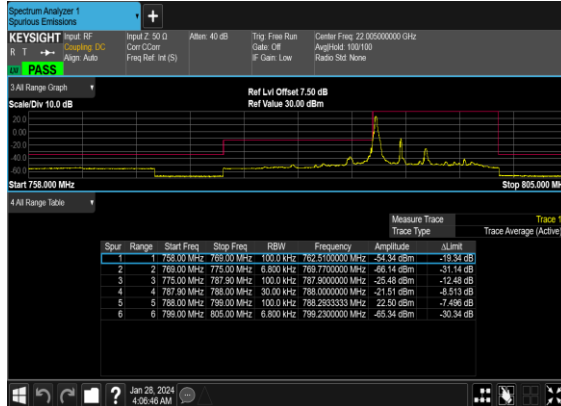 Spectrum Analyzer 1
Spurious Emissions
KEYSIGHT Input: RF Input Z: 50 Ω Atten: 40 dB Trig: Free Run Center Freq: 22.005000000 GHz
R T Coupling: DC Corr CCorr Gate: Off Avg|Hold: 100/100
Align: Auto Freq Ref: Int (S) IF Gain: Low Radio Std: None
PASS
3 All Range Graph
Ref Lvl Offset 7.50 dB
Scale/Div 10.0 dB Ref Value 30.00 dBm
20.0
0.00
-20.0
-40.0
-60.0
Start 758.000 MHz Stop 805.000 MH
4 All Range Table
Measure Trace Trace 1
Trace Type Trace Average (Active)
Spur Range Start Freq Stop Freq RBW Frequency Amplitude ΔLimit
1 1 758.00 MHz 769.00 MHz 100.0 kHz 762.5100000 MHz -54.34 dBm -19.34 dB
2 2 769.00 MHz 775.00 MHz 6.800 kHz 769.7700000 MHz -66.14 dBm -31.14 dB
3 3 775.00 MHz 787.90 MHz 100.0 kHz 787.9000000 MHz -25.48 dBm -12.48 dB
4 4 787.90 MHz 788.00 MHz 30.00 kHz 788.0000000 MHz -21.51 dBm -8.513 dB
5 5 788.00 MHz 799.00 MHz 100.0 kHz 788.2933333 MHz 22.50 dBm -7.496 dB
6 6 799.00 MHz 805.00 MHz 6.800 kHz 799.2300000 MHz -65.34 dBm -30.34 dB
? Jan 28, 2024
4:06:46 AM